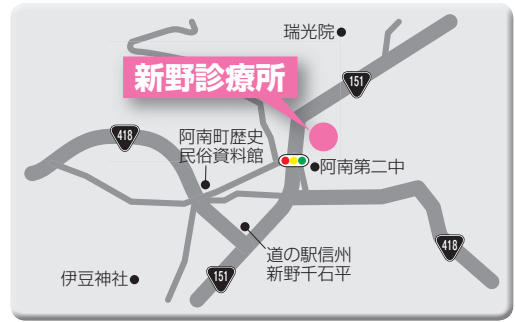 瑞光院
151
新野診療所
418
阿南町歴史
民俗資料館
阿南第二中
道の駅信州
新野千石平
418
伊豆神社
151